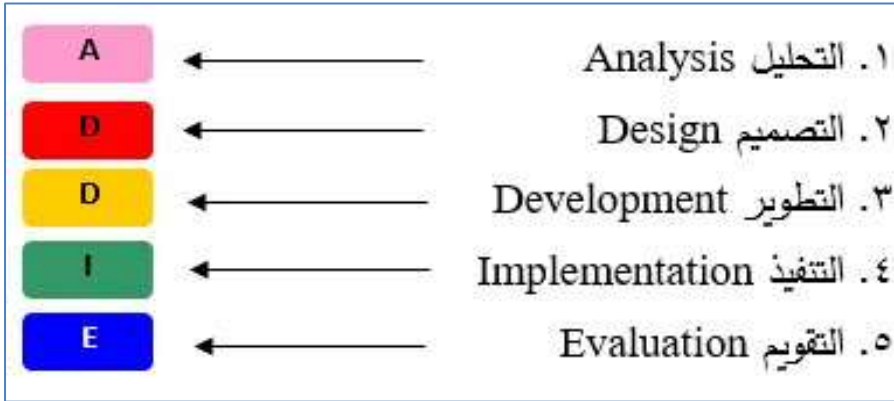 A
١. التحليل Analysis
D
٢. التصميم Design
D
٣. التطوير Development
I
٤. التنفيذ Implementation
E
٥. التقويم Evaluation